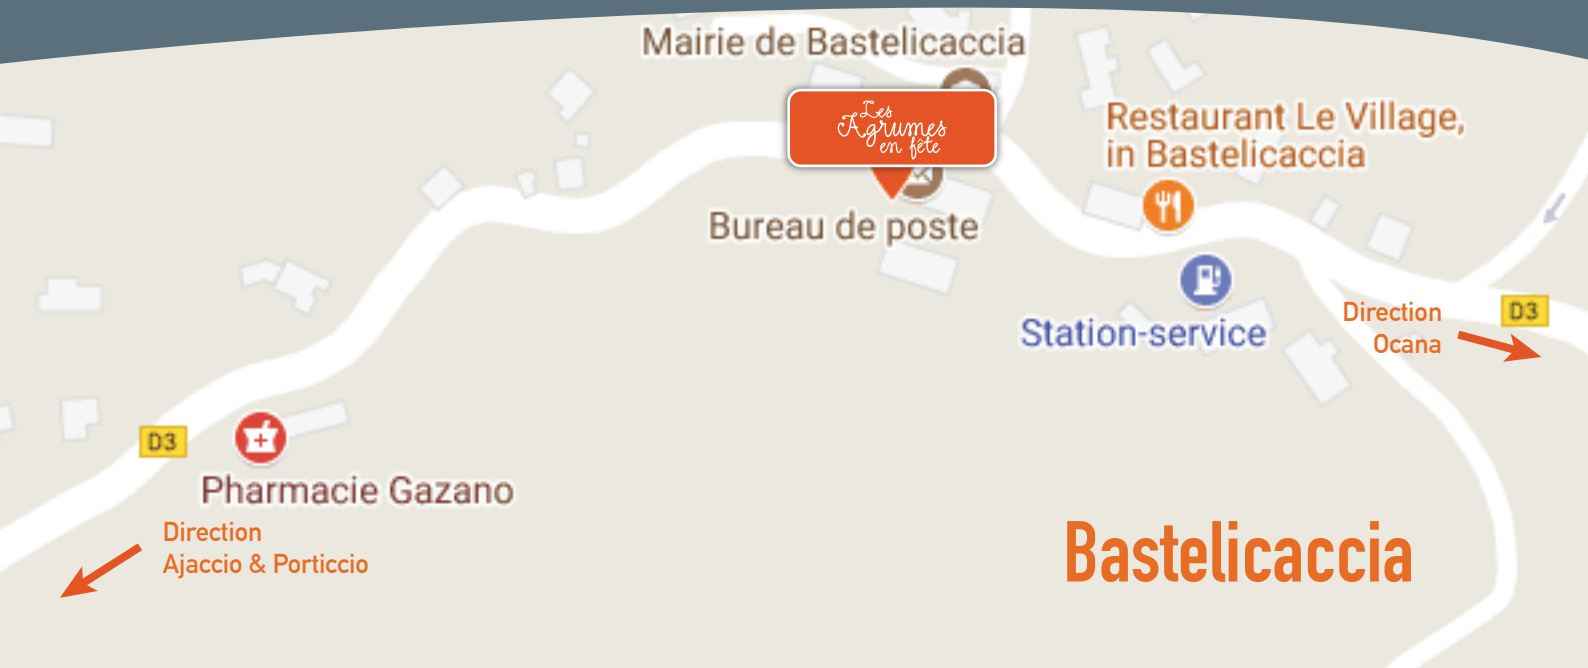 Mairie de Bastelicaccia
Les
Agrumes
en fête
Restaurant Le Village,
in Bastelicaccia
Bureau de poste
Station-service
Direction
Ocana
D3
D3
Pharmacie Gazano
Direction
Ajaccio & Porticcio
Bastelicaccia